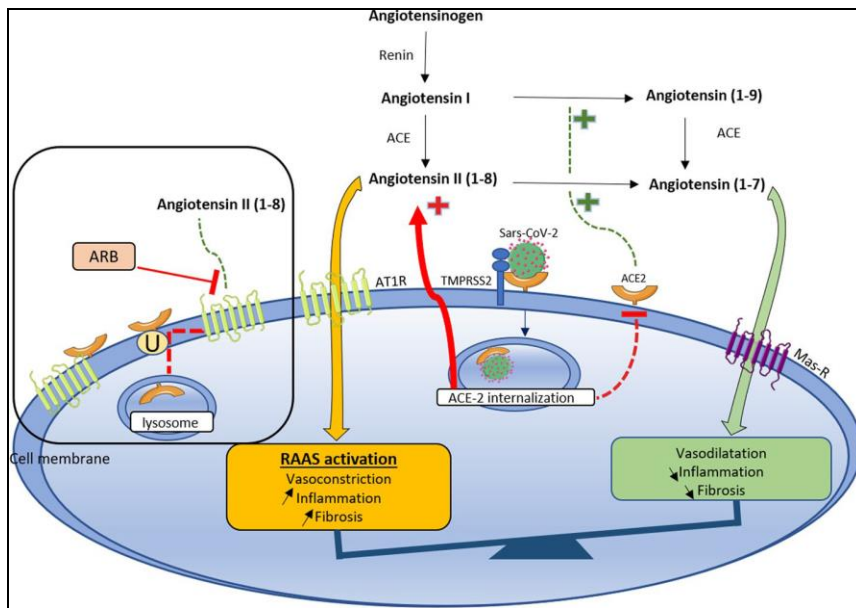 Angiotensinogen
Renin
Angiotensin I
Angiotensin (1-9)
ACE
ACE
Angiotensin II (1-8)
Angiotensin (1-7)
Angiotensin II (1-8)
ARB
Sars-CoV-2
AT1R
TMPRSS2
ACE2
U
Mas-R
lysosome
ACE-2 internalization
Cell membrane
RAAS activation
Vasoconstriction
Inflammation
Fibrosis
Vasodilatation
Inflammation
Fibrosis